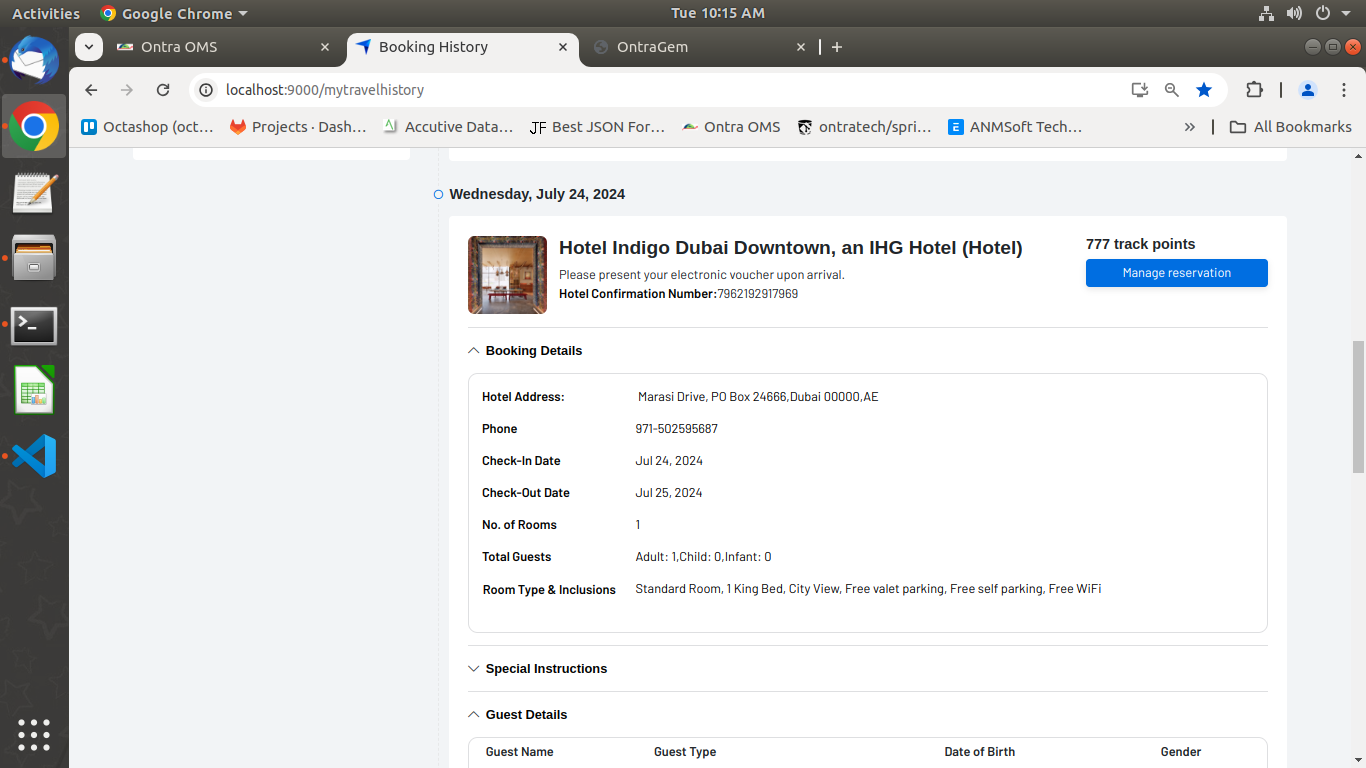 Activities Google Chrome Tue 10:15 AM
Ontra OMS Booking History OntraGem
localhost:9000/mytravelhistory
Octashop (oct… Projects · Dash… Accutive Data… JF Best JSON For… Ontra OMS ontratech/spri… E ANMSoft Tech… » All Bookmarks
Wednesday, July 24, 2024
Hotel Indigo Dubai Downtown, an IHG Hotel (Hotel)
777 track points
Please present your electronic voucher upon arrival.
Manage reservation
Hotel Confirmation Number:7962192917969
Booking Details
Hotel Address: Marasi Drive, PO Box 24666,Dubai 00000,AE
Phone 971-502595687
Check-In Date Jul 24, 2024
Check-Out Date Jul 25, 2024
No. of Rooms 1
Total Guests Adult: 1,Child: 0,Infant: 0
Room Type & Inclusions Standard Room, 1 King Bed, City View, Free valet parking, Free self parking, Free WiFi
Special Instructions
Guest Details
Guest Name Guest Type Date of Birth Gender